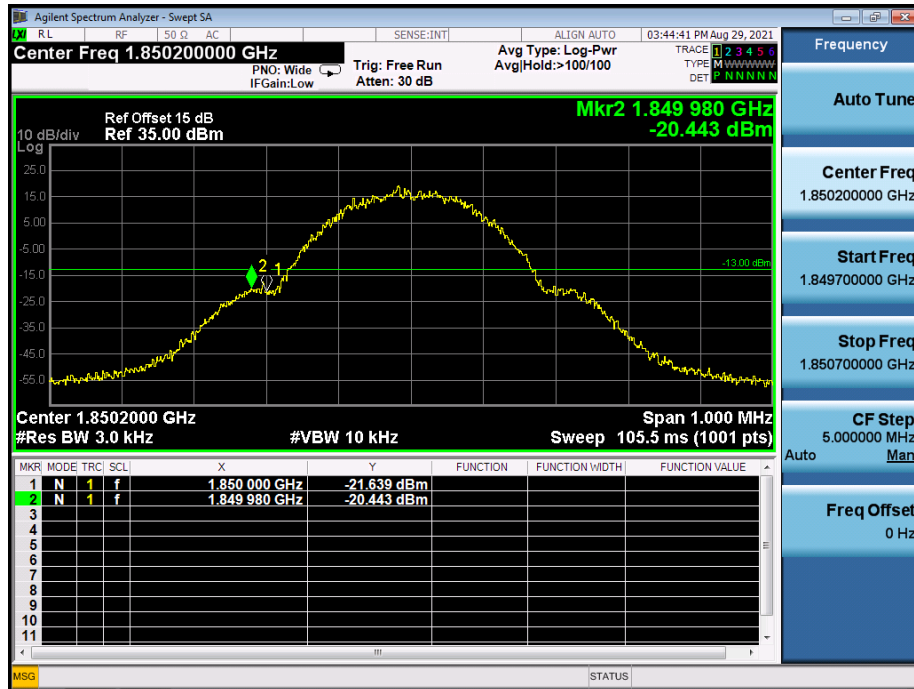 Agilent Spectrum Analyzer - Swept SA
LXI RL RF 50 Ω AC SENSE:INT ALIGN AUTO 03:44:41 PM Aug 29, 2021
Center Freq 1.850200000 GHz
PNO: Wide
IFGain:Low
Trig: Free Run
Atten: 30 dB
Avg Type: Log-Pwr
Avg|Hold:>100/100
TRACE 1 2 3 4 5 6
TYPE M WWWWW
DET P N N N N N
Frequency
Auto Tune
Center Freq
1.850200000 GHz
Start Freq
1.849700000 GHz
Stop Freq
1.850700000 GHz
CF Step
5.000000 MHz
Auto Man
Freq Offset
0 Hz
Mkr2 1.849 980 GHz
-20.443 dBm
Ref Offset 15 dB
10 dB/div Ref 35.00 dBm
Log
25.0
15.0
5.00
-5.00
-15.0
-25.0
-35.0
-45.0
-55.0
2 1
-13.00 dBm
Center 1.8502000 GHz Span 1.000 MHz
#Res BW 3.0 kHz #VBW 10 kHz Sweep 105.5 ms (1001 pts)
MKR MODE TRC SCL X Y FUNCTION FUNCTION WIDTH FUNCTION VALUE
1 N 1 f 1.850 000 GHz -21.639 dBm
2 N 1 f 1.849 980 GHz -20.443 dBm
3
4
5
6
7
8
9
10
11
MSG STATUS